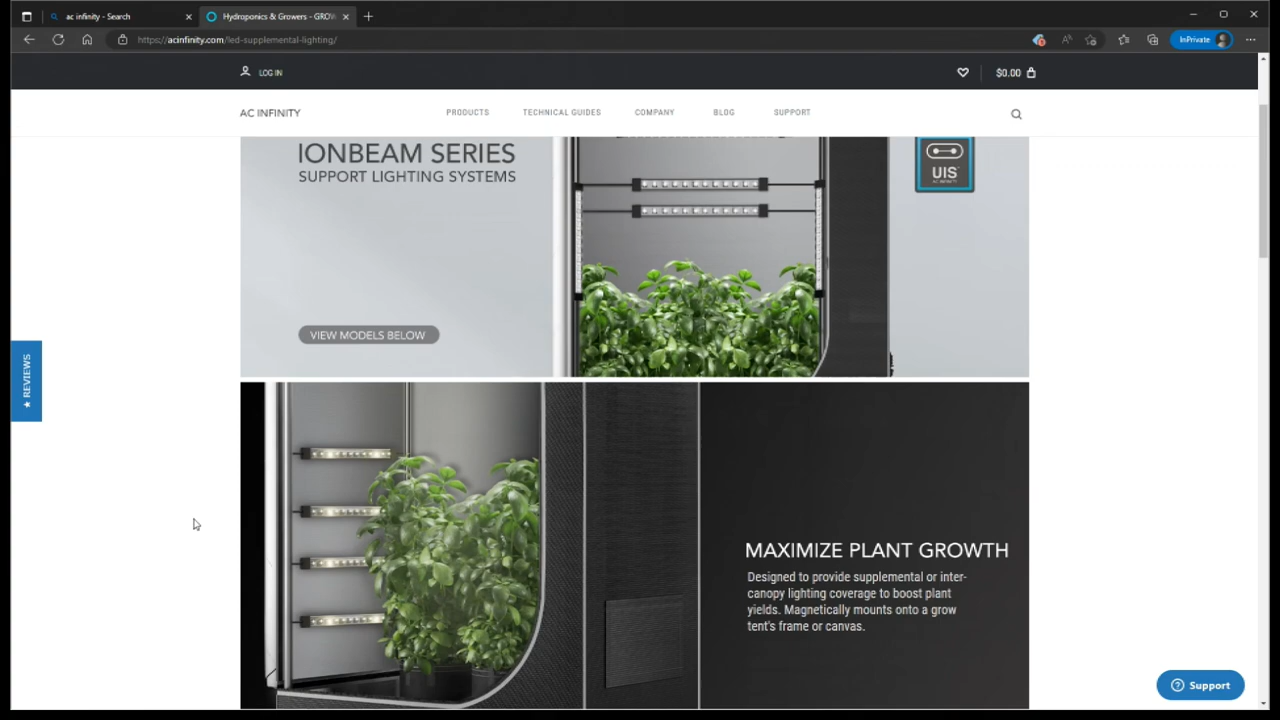 ac infinity - Search
Hydroponics & Growers - GROW
https://acinfinity.com/led-supplemental-lighting/
InPrivate
LOG IN
$0.00
AC INFINITY
PRODUCTS
TECHNICAL GUIDES
COMPANY
BLOG
SUPPORT
IONBEAM SERIES
SUPPORT LIGHTING SYSTEMS
UIS
AC INFINITY
VIEW MODELS BELOW
★ REVIEWS
MAXIMIZE PLANT GROWTH
Designed to provide supplemental or inter-
canopy lighting coverage to boost plant
yields. Magnetically mounts onto a grow
tent's frame or canvas.
Support